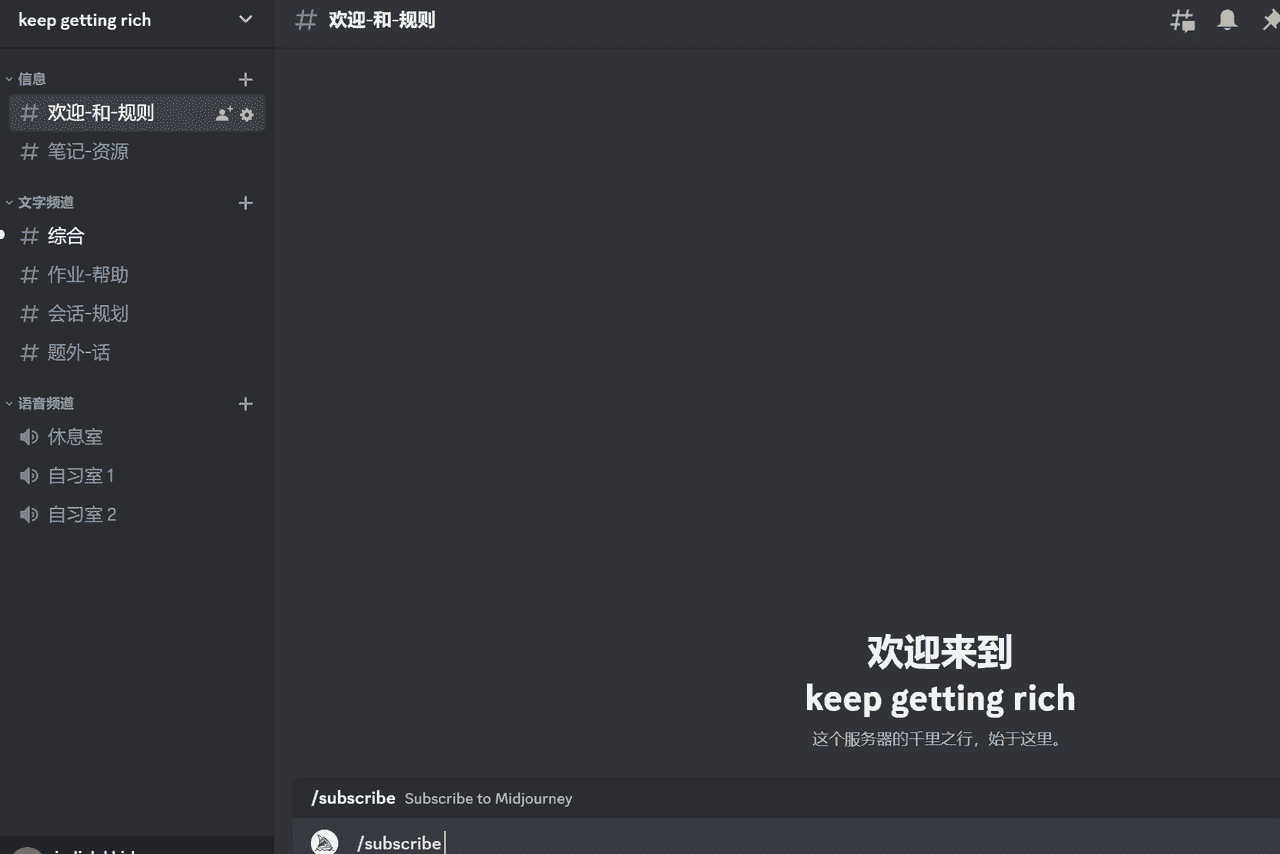 keep getting rich
信息
欢迎-和-规则
笔记-资源
文字频道
综合
作业-帮助
会话-规划
题外-话
语音频道
休息室
自习室 1
自习室 2
欢迎-和-规则
欢迎来到
keep getting rich
这个服务器的千里之行，始于这里。
/subscribe Subscribe to Midjourney
/subscribe